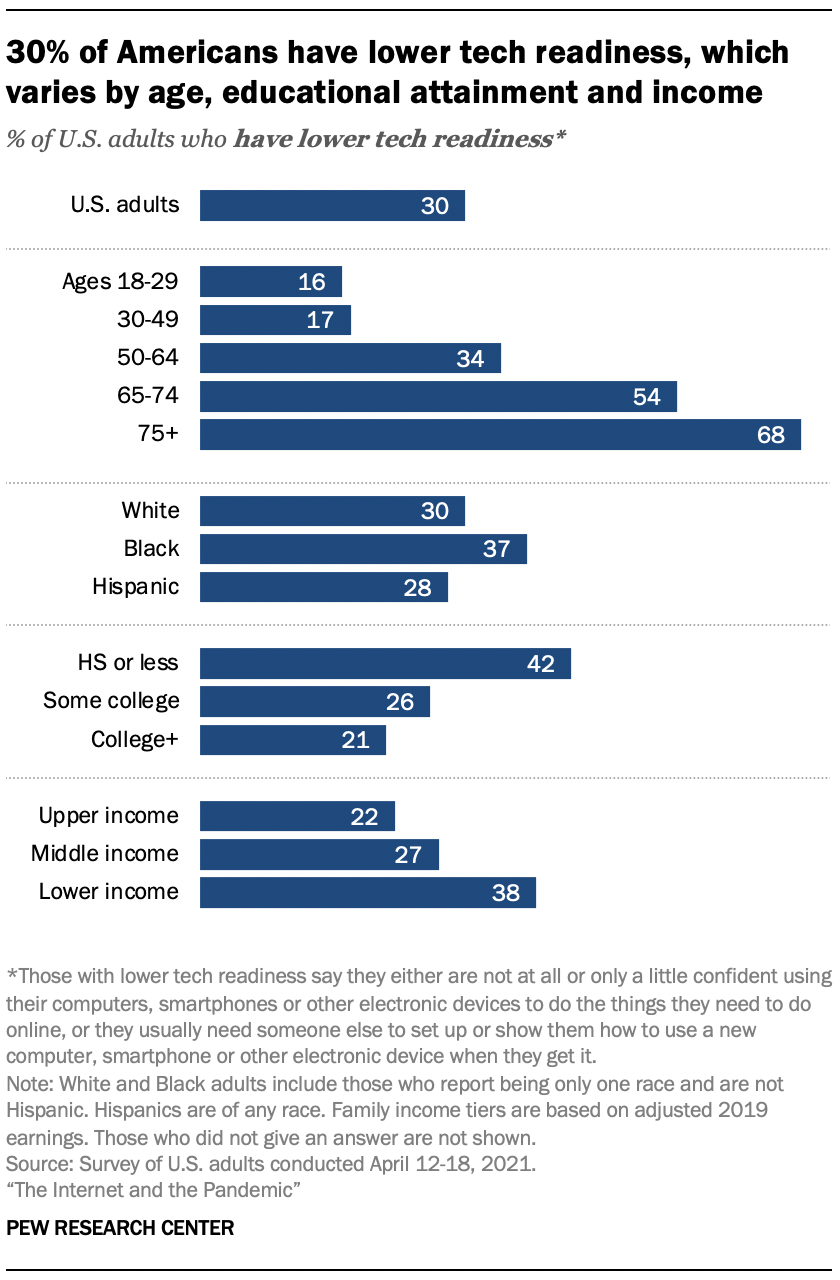 30% of Americans have lower tech readiness, which
varies by age, educational attainment and income
% of U.S. adults who have lower tech readiness*
U.S. adults 30
Ages 18-29 16
30-49 17
50-64 34
65-74 54
75+ 68
White 30
Black 37
Hispanic 28
HS or less 42
Some college 26
College+ 21
Upper income 22
Middle income 27
Lower income 38
*Those with lower tech readiness say they either are not at all or only a little confident using
their computers, smartphones or other electronic devices to do the things they need to do
online, or they usually need someone else to set up or show them how to use a new
computer, smartphone or other electronic device when they get it.
Note: White and Black adults include those who report being only one race and are not
Hispanic. Hispanics are of any race. Family income tiers are based on adjusted 2019
earnings. Those who did not give an answer are not shown.
Source: Survey of U.S. adults conducted April 12-18, 2021.
“The Internet and the Pandemic”
PEW RESEARCH CENTER